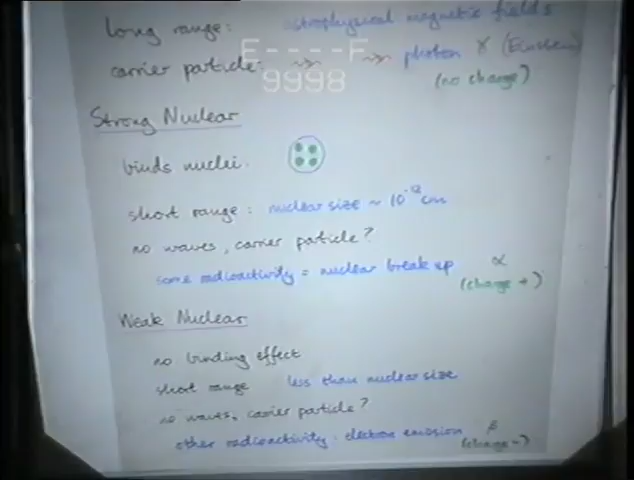 long range: astrophysical magnetic fields
F----F
carrier particle: photon γ (Einstein)
9998
(no charge)
Strong Nuclear
binds nuclei.
short range: nuclear size ~ 10⁻¹² cm
no waves, carrier particle?
some radioactivity = nuclear break up α
(charge +)
Weak Nuclear
no binding effect
short range less than nuclear size
no waves, carrier particle?
other radioactivity: electron emission β
(charge -)